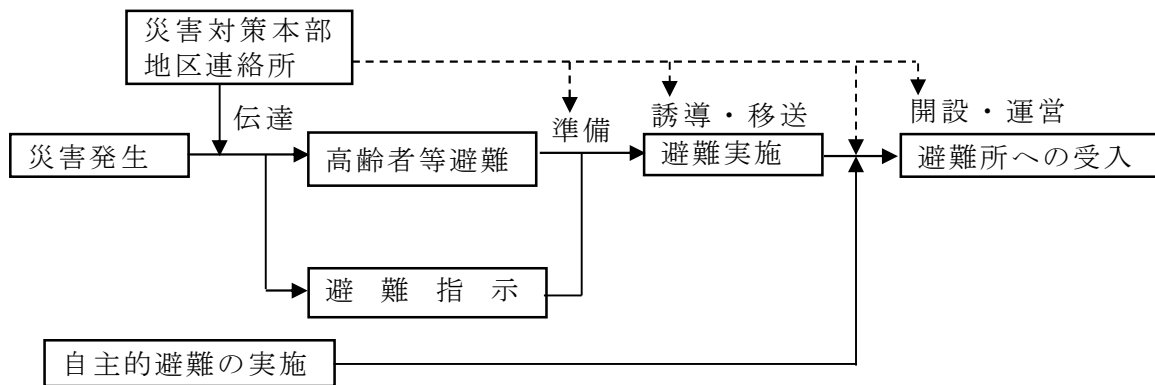 災害対策本部
地区連絡所
伝達
準備
誘導・移送
開設・運営
災害発生
高齢者等避難
避難実施
避難所への受入
避難指示
自主的避難の実施